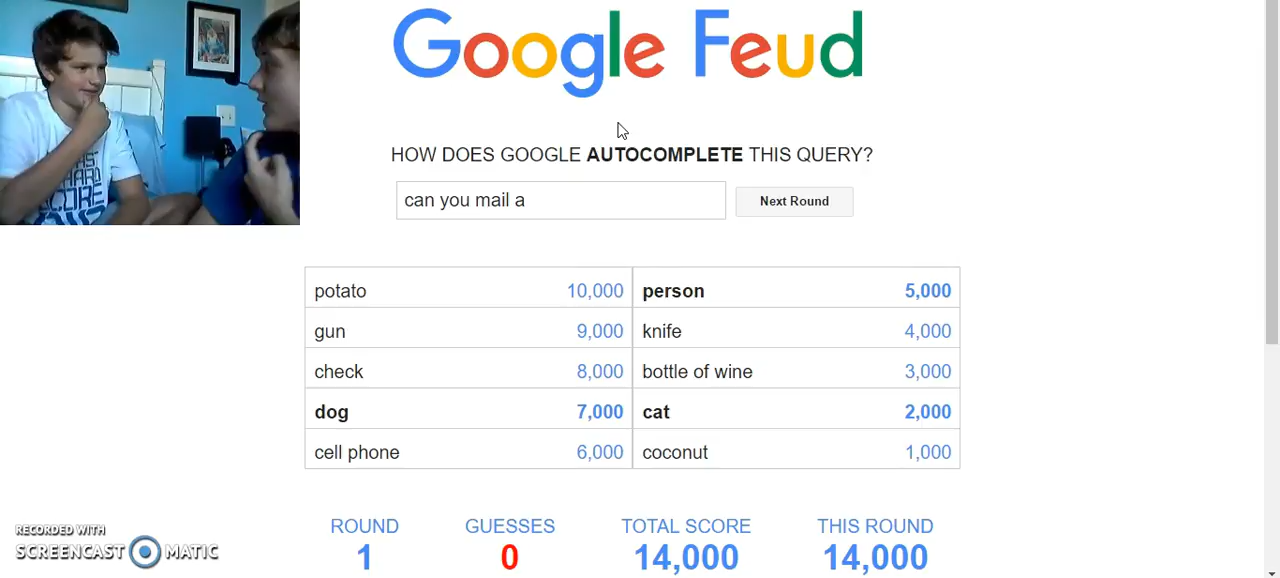 Google Feud
HOW DOES GOOGLE AUTOCOMPLETE THIS QUERY?
can you mail a
Next Round
potato 10,000 person 5,000
gun 9,000 knife 4,000
check 8,000 bottle of wine 3,000
dog 7,000 cat 2,000
cell phone 6,000 coconut 1,000
ROUND GUESSES TOTAL SCORE THIS ROUND
1 0 14,000 14,000
HARD
CORE
RECORDED WITH
SCREENCAST MATIC